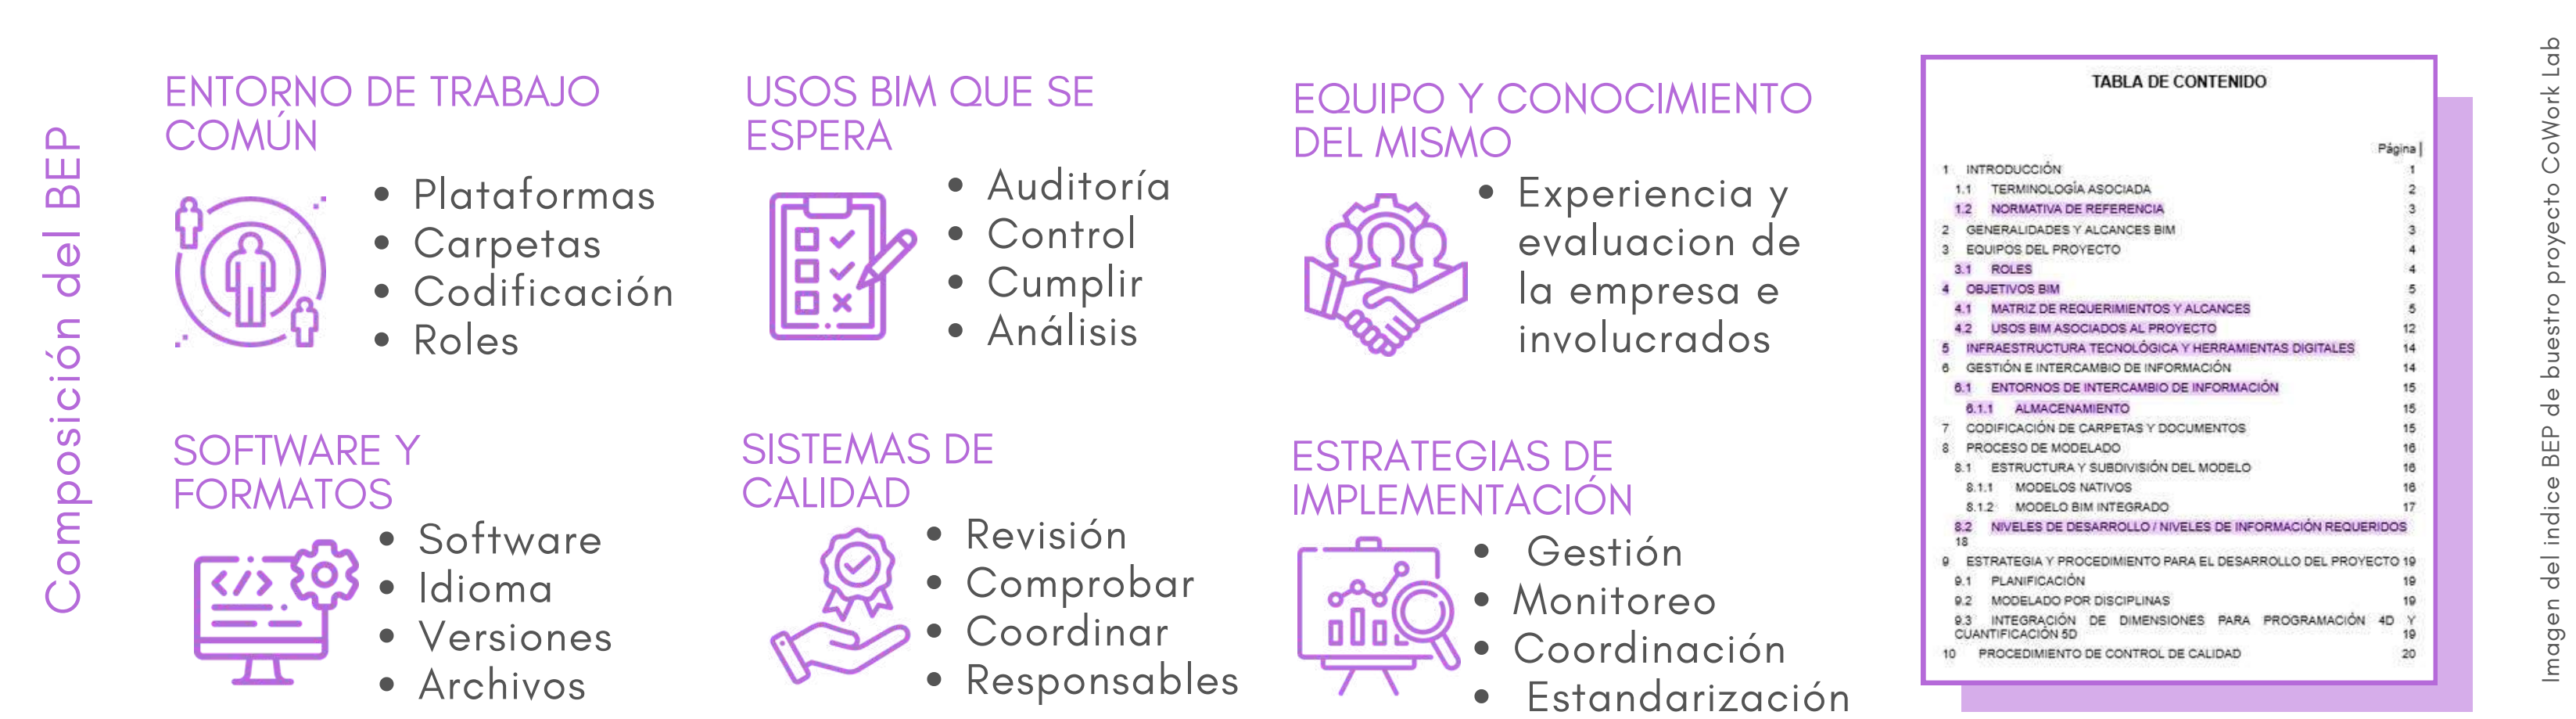 Composición del BEP
ENTORNO DE TRABAJO
COMÚN
• Plataformas
• Carpetas
• Codificación
• Roles
USOS BIM QUE SE
ESPERA
• Auditoría
• Control
• Cumplir
• Análisis
EQUIPO Y CONOCIMIENTO
DEL MISMO
• Experiencia y
evaluacion de
la empresa e
involucrados
SOFTWARE Y
FORMATOS
• Software
• Idioma
• Versiones
• Archivos
SISTEMAS DE
CALIDAD
• Revisión
• Comprobar
• Coordinar
• Responsables
ESTRATEGIAS DE
IMPLEMENTACIÓN
• Gestión
• Monitoreo
• Coordinación
• Estandarización
TABLA DE CONTENIDO
Página
1 INTRODUCCIÓN 1
1.1 TERMINOLOGÍA ASOCIADA 2
1.2 NORMATIVA DE REFERENCIA 3
2 GENERALIDADES Y ALCANCES BIM 3
3 EQUIPOS DEL PROYECTO 4
3.1 ROLES 4
4 OBJETIVOS BIM 5
4.1 MATRIZ DE REQUERIMIENTOS Y ALCANCES 5
4.2 USOS BIM ASOCIADOS AL PROYECTO 12
5 INFRAESTRUCTURA TECNOLÓGICA Y HERRAMIENTAS DIGITALES 14
6 GESTIÓN E INTERCAMBIO DE INFORMACIÓN 14
6.1 ENTORNOS DE INTERCAMBIO DE INFORMACIÓN 15
6.1.1 ALMACENAMIENTO 15
7 CODIFICACIÓN DE CARPETAS Y DOCUMENTOS 15
8 PROCESO DE MODELADO 16
8.1 ESTRUCTURA Y SUBDIVISIÓN DEL MODELO 16
8.1.1 MODELOS NATIVOS 16
8.1.2 MODELO BIM INTEGRADO 17
8.2 NIVELES DE DESARROLLO / NIVELES DE INFORMACIÓN REQUERIDOS
18
9 ESTRATEGIA Y PROCEDIMIENTO PARA EL DESARROLLO DEL PROYECTO 19
9.1 PLANIFICACIÓN 19
9.2 MODELADO POR DISCIPLINAS 19
9.3 INTEGRACIÓN DE DIMENSIONES PARA PROGRAMACIÓN 4D Y
CUANTIFICACIÓN 5D 19
10 PROCEDIMIENTO DE CONTROL DE CALIDAD 20
Imagen del indice BEP de buestro proyecto CoWork Lab